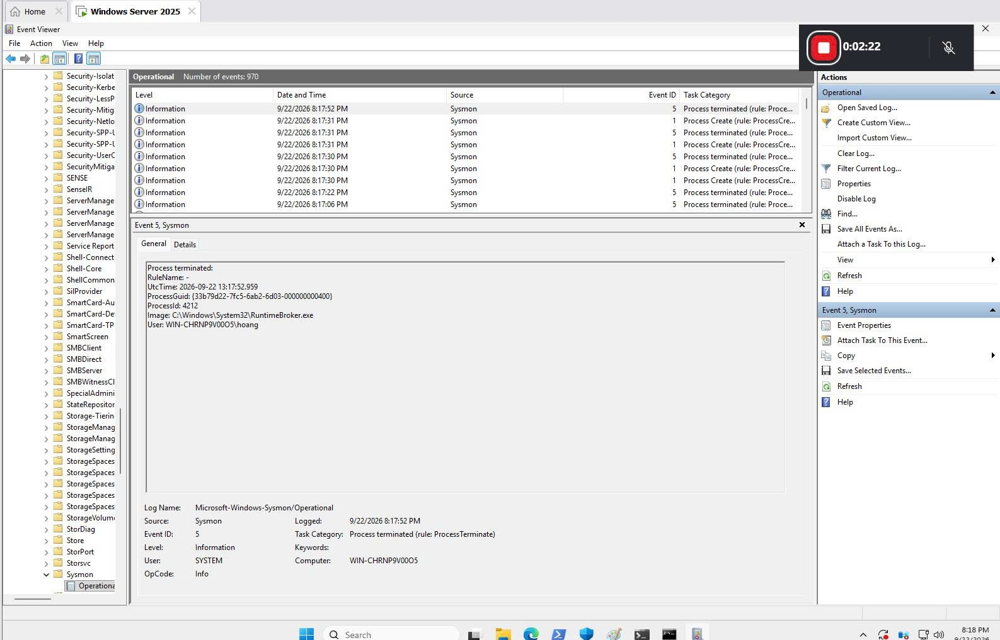 Home
Windows Server 2025
Event Viewer
File Action View Help
0:02:22
Security-Isolat
Security-Kerbe
Security-LessP
Security-Mitig
Security-Netlo
Security-SPP-U
Security-SPP-U
Security-UserC
SecurityMitiga
SENSE
SenseIR
ServerManage
ServerManage
ServerManage
ServerManage
Service Report
Shell-Connect
Shell-Core
ShellCommon
SilProvider
SmartCard-Au
SmartCard-De
SmartCard-TP
SmartScreen
SMBClient
SMBDirect
SMBServer
SMBWitnessCl
SpecialAdmini
StateRepositor
Storage-Tierin
StorageManag
StorageManag
StorageSetting
StorageSpaces
StorageSpaces
StorageSpaces
StorageSpaces
StorageSpaces
StorageVolume
StorDiag
Store
StorPort
Storsvc
Sysmon
Operationa
Operational Number of events: 970
Level Date and Time Source Event ID Task Category
Information 9/22/2026 8:17:52 PM Sysmon 5 Process terminated (rule: Proce...
Information 9/22/2026 8:17:31 PM Sysmon 1 Process Create (rule: ProcessCre...
Information 9/22/2026 8:17:31 PM Sysmon 5 Process terminated (rule: Proce...
Information 9/22/2026 8:17:31 PM Sysmon 1 Process Create (rule: ProcessCre...
Information 9/22/2026 8:17:30 PM Sysmon 5 Process terminated (rule: Proce...
Information 9/22/2026 8:17:30 PM Sysmon 1 Process Create (rule: ProcessCre...
Information 9/22/2026 8:17:30 PM Sysmon 1 Process Create (rule: ProcessCre...
Information 9/22/2026 8:17:22 PM Sysmon 5 Process terminated (rule: Proce...
Information 9/22/2026 8:17:06 PM Sysmon 5 Process terminated (rule: Proce...
Event 5, Sysmon
General Details
Process terminated:
RuleName: -
UtcTime: 2026-09-22 13:17:52.959
ProcessGuid: {33b79d22-7fc5-6ab2-6d03-000000000400}
ProcessId: 4212
Image: C:\Windows\System32\RuntimeBroker.exe
User: WIN-CHRNP9V00O5\hoang
Log Name: Microsoft-Windows-Sysmon/Operational
Source: Sysmon Logged: 9/22/2026 8:17:52 PM
Event ID: 5 Task Category: Process terminated (rule: ProcessTerminate)
Level: Information Keywords:
User: SYSTEM Computer: WIN-CHRNP9V00O5
OpCode: Info
Actions
Operational
Open Saved Log...
Create Custom View...
Import Custom View...
Clear Log...
Filter Current Log...
Properties
Disable Log
Find...
Save All Events As...
Attach a Task To this Log...
View
Refresh
Help
Event 5, Sysmon
Event Properties
Attach Task To This Event...
Copy
Save Selected Events...
Refresh
Help
Search
8:18 PM
9/22/2026